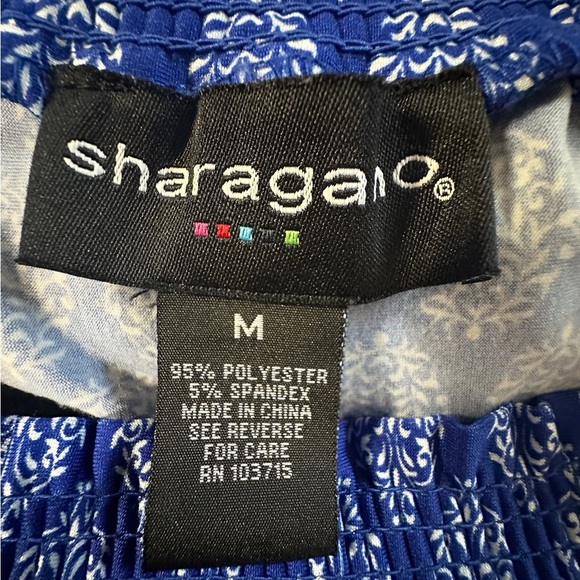 sharagano®
M
95% POLYESTER
5% SPANDEX
MADE IN CHINA
SEE REVERSE
FOR CARE
RN 103715